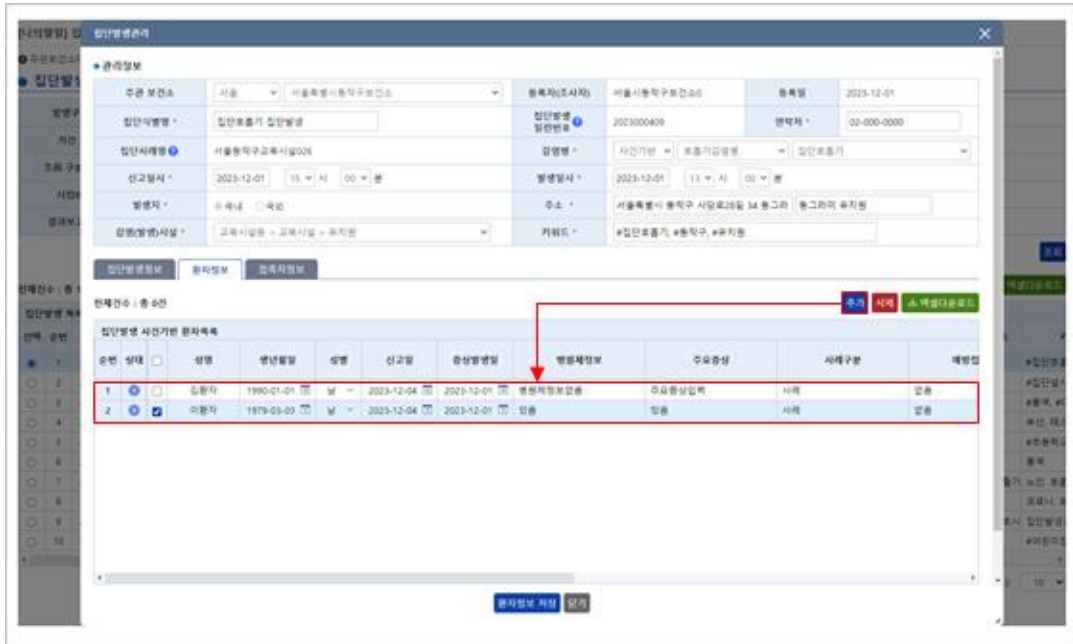 집단발생관리
관리정보
주관 보건소 서울 서울특별시동작구보건소 등록자(조사자) 서울시동작구보건소0 등록일 2023-12-01
집단식별명 * 집단호흡기 집단발생 집단발생 일련번호 2023000409 연락처 * 02-000-0000
집단사례명 서울동작구교육시설026 감염병 * 사건기반 호흡기감염병 집단호흡기
신고일시 * 2023-12-01 15 시 00 분 발생일시 * 2023-12-01 13 시 00 분
발생지 * 국내 국외 주소 * 서울특별시 동작구 사당로28길 34 동그라 동그라미 유치원
감염(발생)시설 * 교육시설등 > 교육시설 > 유치원 키워드 * #집단호흡기, #동작구, #유치원
집단발생정보 환자정보 접촉자정보
전체건수 : 총 0건 추가 삭제 엑셀다운로드
집단발생 사건기반 환자목록
순번 상태 성명 생년월일 성별 신고일 증상발생일 병원체정보 주요증상 사례구분 예방접
1 김환자 1990-01-01 남 2023-12-04 2023-12-01 병원체정보없음 주요증상입력 사례 없음
2 이환자 1979-03-03 남 2023-12-04 2023-12-01 있음 있음 사례 없음
환자정보 저장 닫기